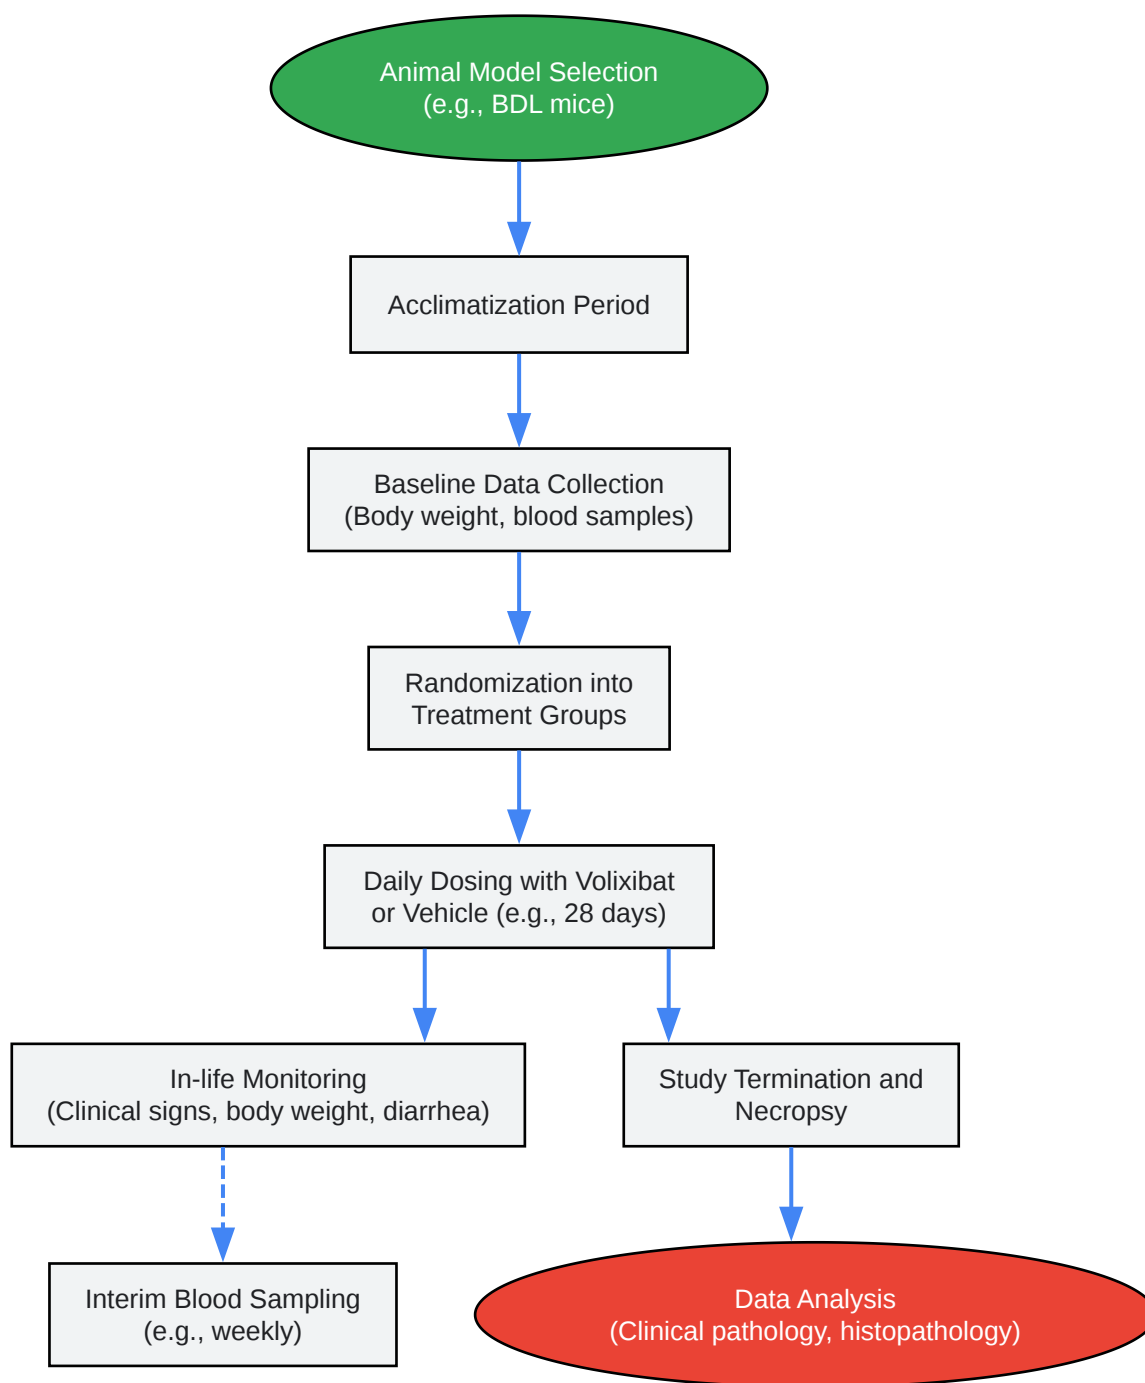 Animal Model Selection
(e.g., BDL mice)
Acclimatization Period
Baseline Data Collection
(Body weight, blood samples)
Randomization into
Treatment Groups
Daily Dosing with Volixibat
or Vehicle (e.g., 28 days)
In-life Monitoring
(Clinical signs, body weight, diarrhea)
Study Termination and
Necropsy
Interim Blood Sampling
(e.g., weekly)
Data Analysis
(Clinical pathology, histopathology)